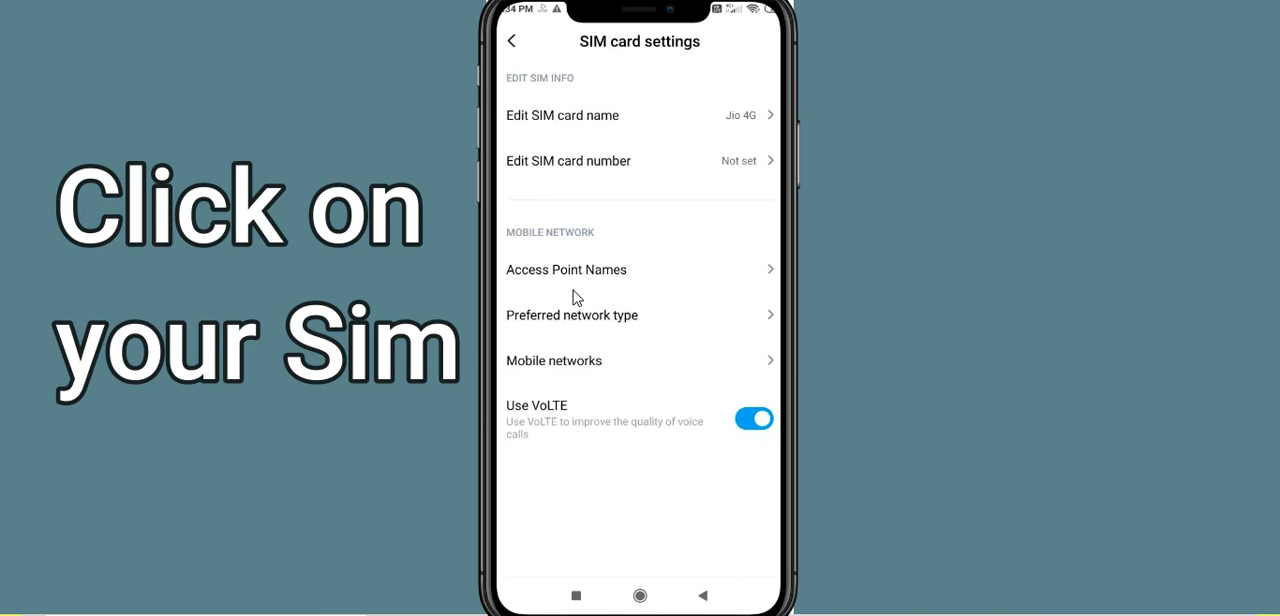 :34 PM
SIM card settings
EDIT SIM INFO
Edit SIM card name Jio 4G
Edit SIM card number Not set
MOBILE NETWORK
Access Point Names
Preferred network type
Mobile networks
Use VoLTE
Use VoLTE to improve the quality of voice
calls
Click on
your Sim